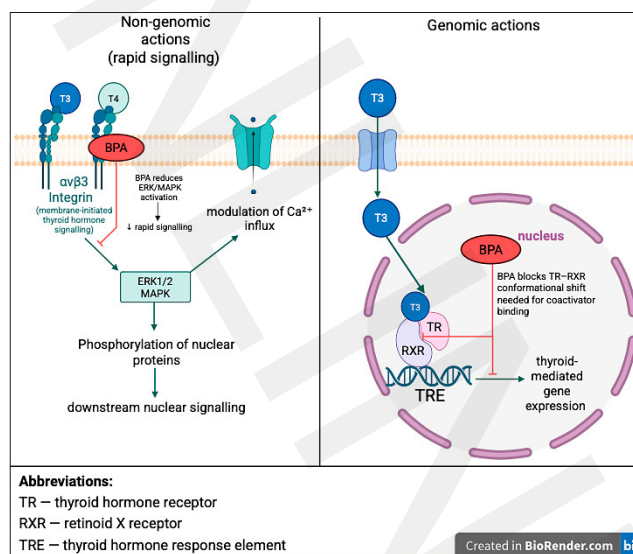 Non-genomic
actions
(rapid signalling)
Genomic actions
T3
T4
BPA
αvβ3
Integrin
(membrane-initiated
thyroid hormone
signalling)
BPA reduces
ERK/MAPK
activation
↓ rapid signalling
modulation of Ca²⁺
influx
ERK1/2
MAPK
Phosphorylation of nuclear
proteins
downstream nuclear signalling
T3
T3
nucleus
BPA
BPA blocks TR–RXR
conformational shift
needed for coactivator
binding
T3
TR
RXR
TRE
thyroid-
mediated
gene
expression
Abbreviations:
TR — thyroid hormone receptor
RXR — retinoid X receptor
TRE — thyroid hormone response element
Created in BioRender.com bi